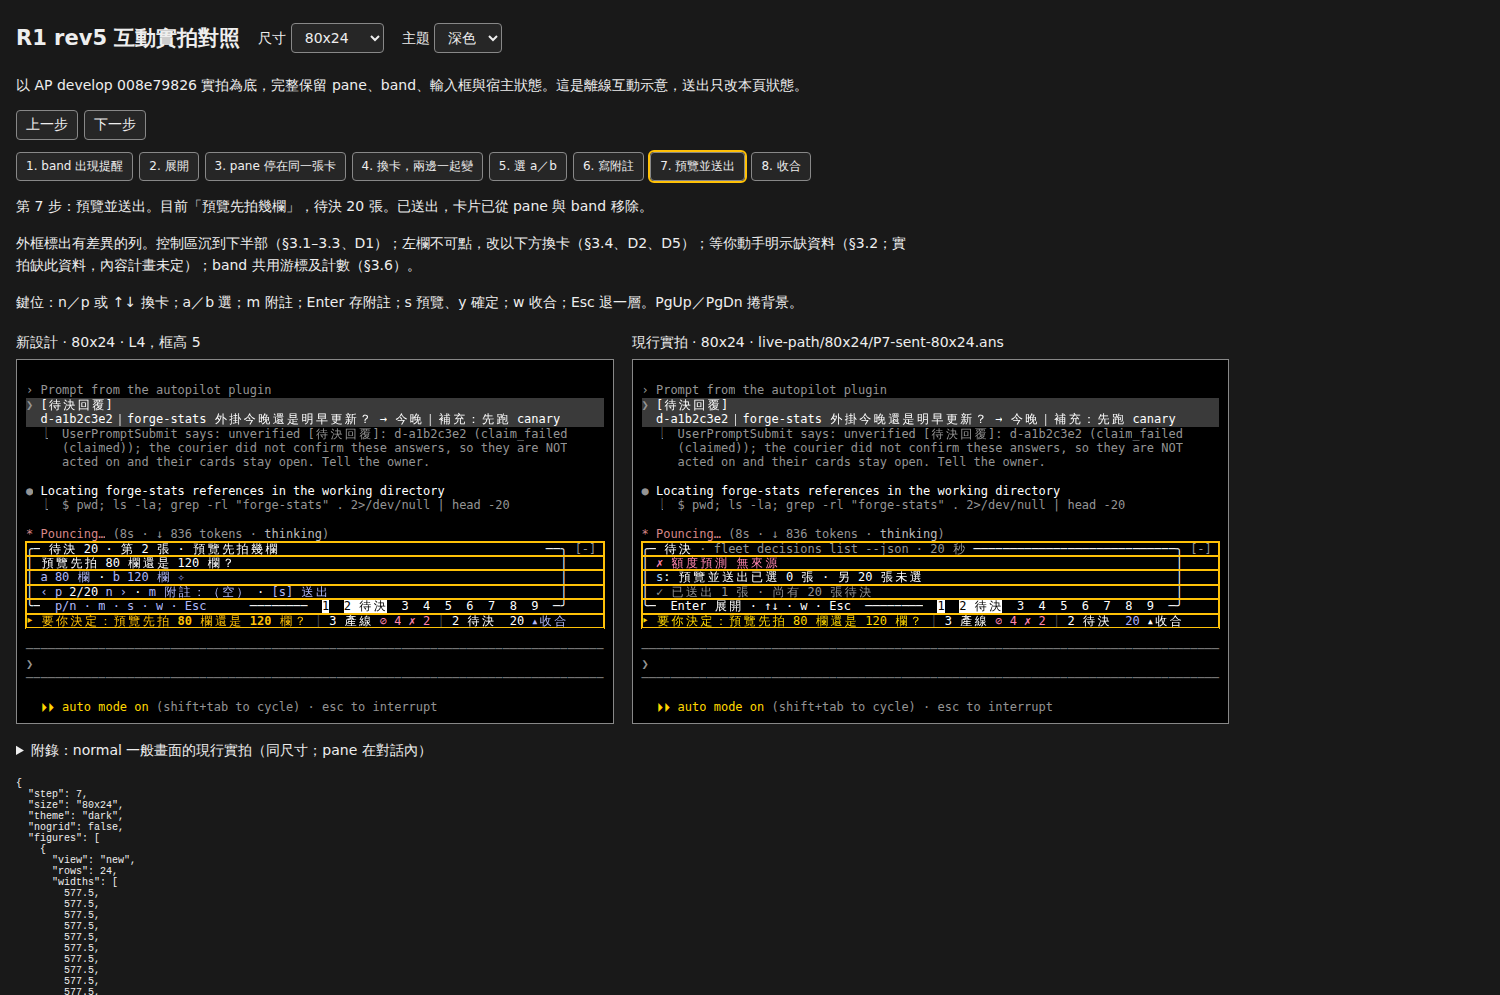 R1 rev5 互動實拍對照 尺寸 80x24 主題 深色
以 AP develop 008e79826 實拍為底，完整保留 pane、band、輸入框與宿主狀態。這是離線互動示意，送出只改本頁狀態。
上一步 下一步
1. band 出現提醒 2. 展開 3. pane 停在同一張卡 4. 換卡，兩邊一起變 5. 選 a／b 6. 寫附註 7. 預覽並送出 8. 收合
第 7 步：預覽並送出。目前「預覽先拍幾欄」，待決 20 張。已送出，卡片已從 pane 與 band 移除。
外框標出有差異的列。控制區沉到下半部（§3.1–3.3、D1）；左欄不可點，改以下方換卡（§3.4、D2、D5）；等你動手明示缺資料（§3.2；實
拍缺此資料，內容計畫未定）；band 共用游標及計數（§3.6）。
鍵位：n／p 或 ↑↓ 換卡；a／b 選；m 附註；Enter 存附註；s 預覽、y 確定；w 收合；Esc 退一層。PgUp／PgDn 捲背景。
新設計 · 80x24 · L4，框高 5
› Prompt from the autopilot plugin
❯ [待決回覆]
d-a1b2c3e2｜forge-stats 外掛今晚還是明早更新？ → 今晚｜補充：先跑 canary
⎿ UserPromptSubmit says: unverified [待決回覆]: d-a1b2c3e2 (claim_failed
(claimed)); the courier did not confirm these answers, so they are NOT
acted on and their cards stay open. Tell the owner.
● Locating forge-stats references in the working directory
⎿ $ pwd; ls -la; grep -rl "forge-stats" . 2>/dev/null | head -20
* Pouncing… (8s · ↓ 836 tokens · thinking)
╭─ 待決 20 · 第 2 張 · 預覽先拍幾欄 ──╮ [-]
預覽先拍 80 欄還是 120 欄？
a 80 欄 · b 120 欄 ✧
‹ p 2/20 n › · m 附註：（空） · [s] 送出
╰─ p/n · m · s · w · Esc ──────── 1 2 待決 3 4 5 6 7 8 9 ─╯
▸ 要你決定：預覽先拍 80 欄還是 120 欄？ │ 3 產線 ⊘ 4 ✗ 2 │ 2 待決 20 ▴收合
❯
⏵⏵ auto mode on (shift+tab to cycle) · esc to interrupt
現行實拍 · 80x24 · live-path/80x24/P7-sent-80x24.ans
› Prompt from the autopilot plugin
❯ [待決回覆]
d-a1b2c3e2｜forge-stats 外掛今晚還是明早更新？ → 今晚｜補充：先跑 canary
⎿ UserPromptSubmit says: unverified [待決回覆]: d-a1b2c3e2 (claim_failed
(claimed)); the courier did not confirm these answers, so they are NOT
acted on and their cards stay open. Tell the owner.
● Locating forge-stats references in the working directory
⎿ $ pwd; ls -la; grep -rl "forge-stats" . 2>/dev/null | head -20
* Pouncing… (8s · ↓ 836 tokens · thinking)
╭─ 待決 · fleet decisions list --json · 20 秒 ────────────────────────────╮ [-]
✗ 額度預測 無來源
s: 預覽並送出已選 0 張 · 另 20 張未選
✓ 已送出 1 張 · 尚有 20 張待決
╰─ Enter 展開 · ↑↓ · w · Esc ──────── 1 2 待決 3 4 5 6 7 8 9 ─╯
▸ 要你決定：預覽先拍 80 欄還是 120 欄？ │ 3 產線 ⊘ 4 ✗ 2 │ 2 待決 20 ▴收合
❯
⏵⏵ auto mode on (shift+tab to cycle) · esc to interrupt
▶ 附錄：normal 一般畫面的現行實拍（同尺寸；pane 在對話內）
{
"step": 7,
"size": "80x24",
"theme": "dark",
"nogrid": false,
"figures": [
{
"view": "new",
"rows": 24,
"widths": [
577.5,
577.5,
577.5,
577.5,
577.5,
577.5,
577.5,
577.5,
577.5,
577.5,